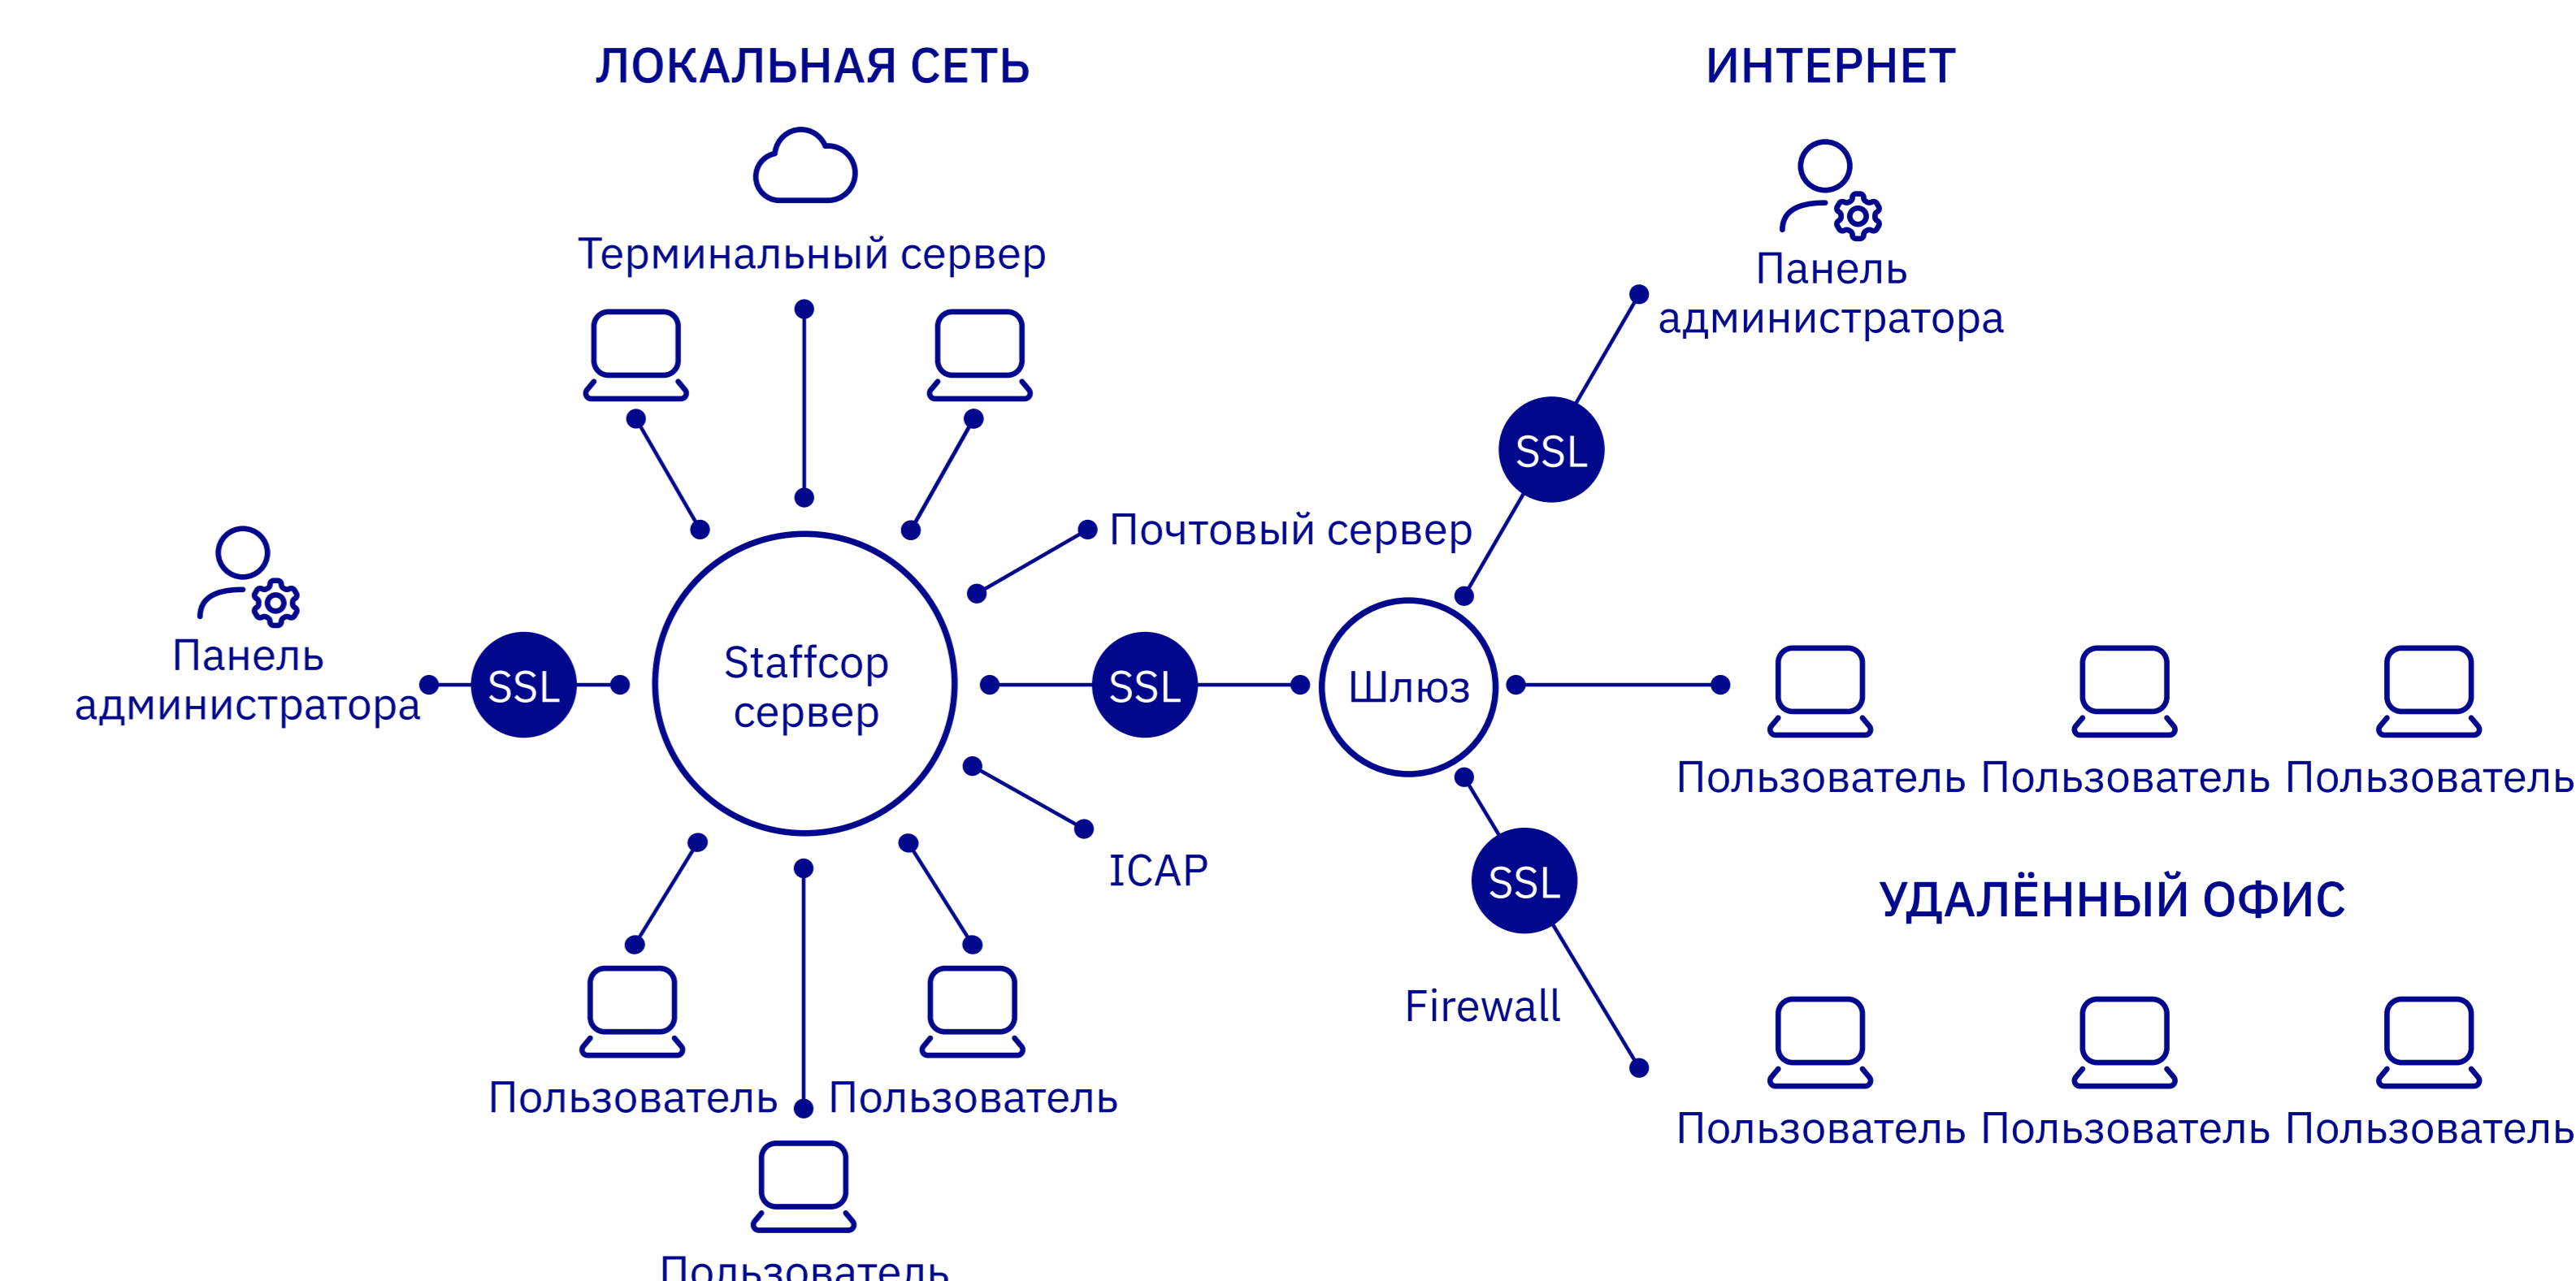 ЛОКАЛЬНАЯ СЕТЬ
ИНТЕРНЕТ
Терминальный сервер
Панель
администратора
SSL
Почтовый сервер
Панель
администратора
SSL
Staffcop
сервер
SSL
Шлюз
Пользователь Пользователь Пользователь
ICAP
SSL
УДАЛЁННЫЙ ОФИС
Firewall
Пользователь Пользователь
Пользователь Пользователь Пользователь
Пользователь